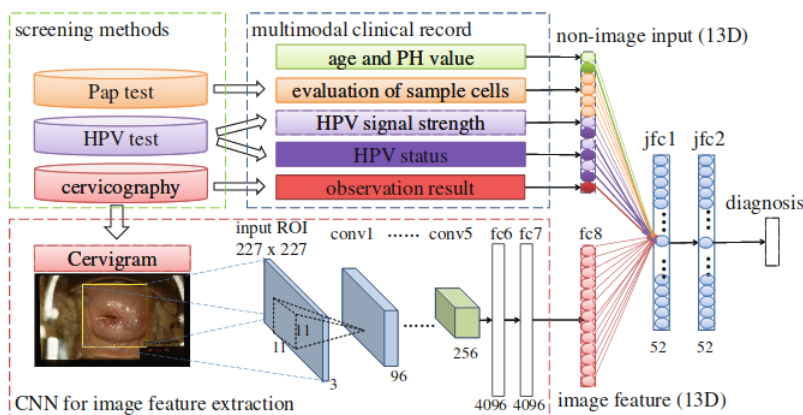 screening methods
multimodal clinical record
non-image input (13D)
age and PH value
Pap test
evaluation of sample cells
HPV test
HPV signal strength
HPV status
cervicography
observation result
jfc1
jfc2
diagnosis
Cervigram
input ROI
227 x 227
conv1
......
conv5
fc6
fc7
fc8
11
11
3
96
......
256
4096
4096
52
52
CNN for image feature extraction
image feature (13D)